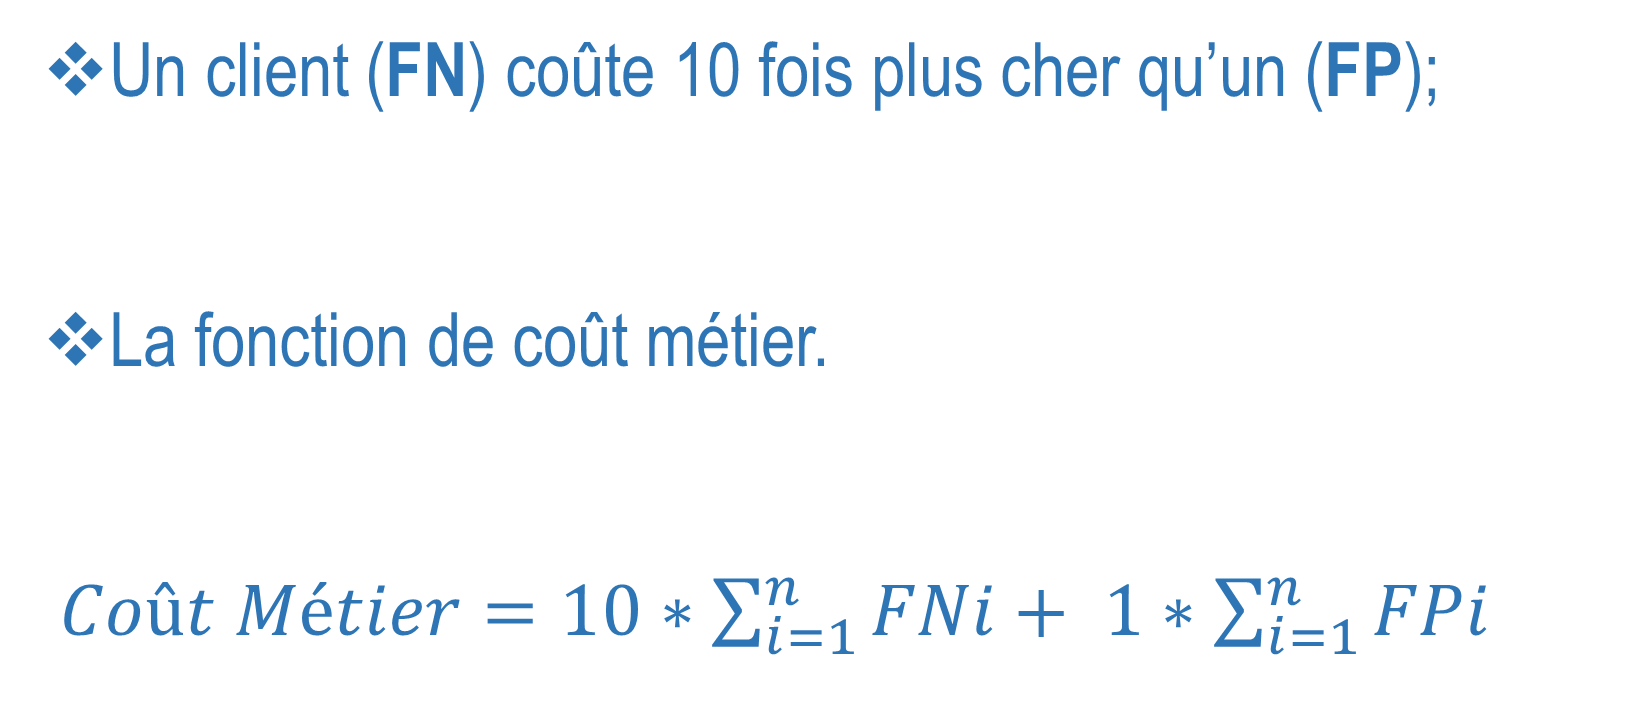 ❖Un client (FN) coûte 10 fois plus cher qu’un (FP);
❖La fonction de coût métier.
Coût Métier = 10 ∗ ∑ⁿᵢ₌₁ FNi + 1 ∗ ∑ⁿᵢ₌₁ FPi